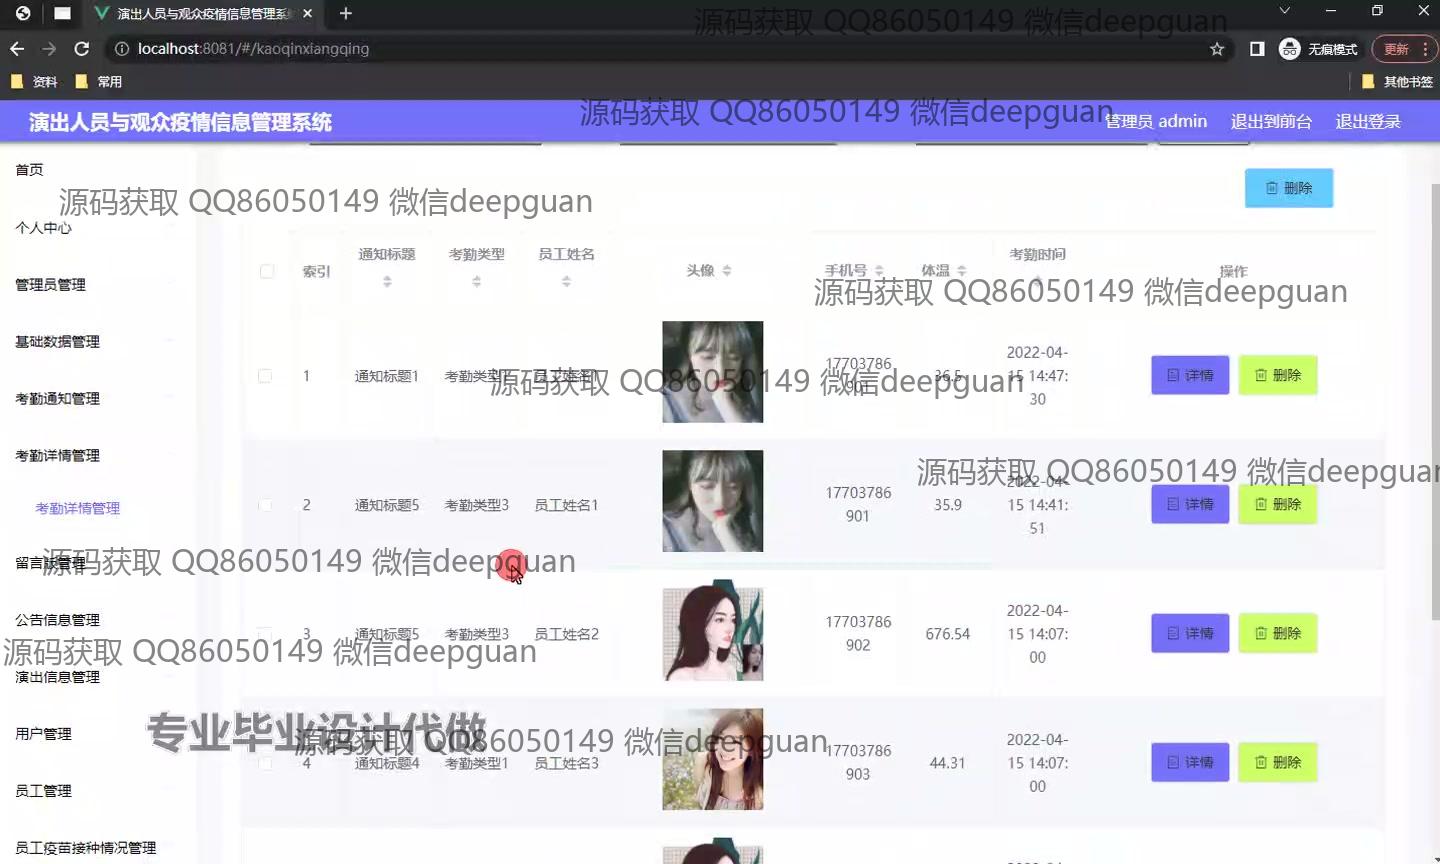 演出人员与观众疫情信息管理系
localhost:8081/#/kaoqinxiangqing
无痕模式
更新
资料
常用
其他书签
源码获取 QQ86050149 微信deepguan
演出人员与观众疫情信息管理系统
源码获取 QQ86050149 微信deepguan
管理员 admin
退出到前台
退出登录
首页
个人中心
管理员管理
基础数据管理
考勤通知管理
考勤详情管理
考勤详情管理
留言版管理
公告信息管理
演出信息管理
用户管理
员工管理
员工疫苗接种情况管理
源码获取 QQ86050149 微信deepguan
删除
索引 通知标题 考勤类型 员工姓名 头像 手机号 体温 考勤时间 操作
源码获取 QQ86050149 微信deepguan
1 通知标题1 考勤类型1 员工姓名1 17703786901 36.5 2022-04-15 14:47:30 详情 删除
源码获取 QQ86050149 微信deepguan
源码获取 QQ86050149 微信deepguan
2 通知标题5 考勤类型3 员工姓名1 17703786901 35.9 2022-04-15 14:41:51 详情 删除
源码获取 QQ86050149 微信deepguan
3 通知标题5 考勤类型3 员工姓名2 17703786902 676.54 2022-04-15 14:07:00 详情 删除
源码获取 QQ86050149 微信deepguan
专业毕业设计代做
源码获取 QQ86050149 微信deepguan
4 通知标题4 考勤类型1 员工姓名3 17703786903 44.31 2022-04-15 14:07:00 详情 删除